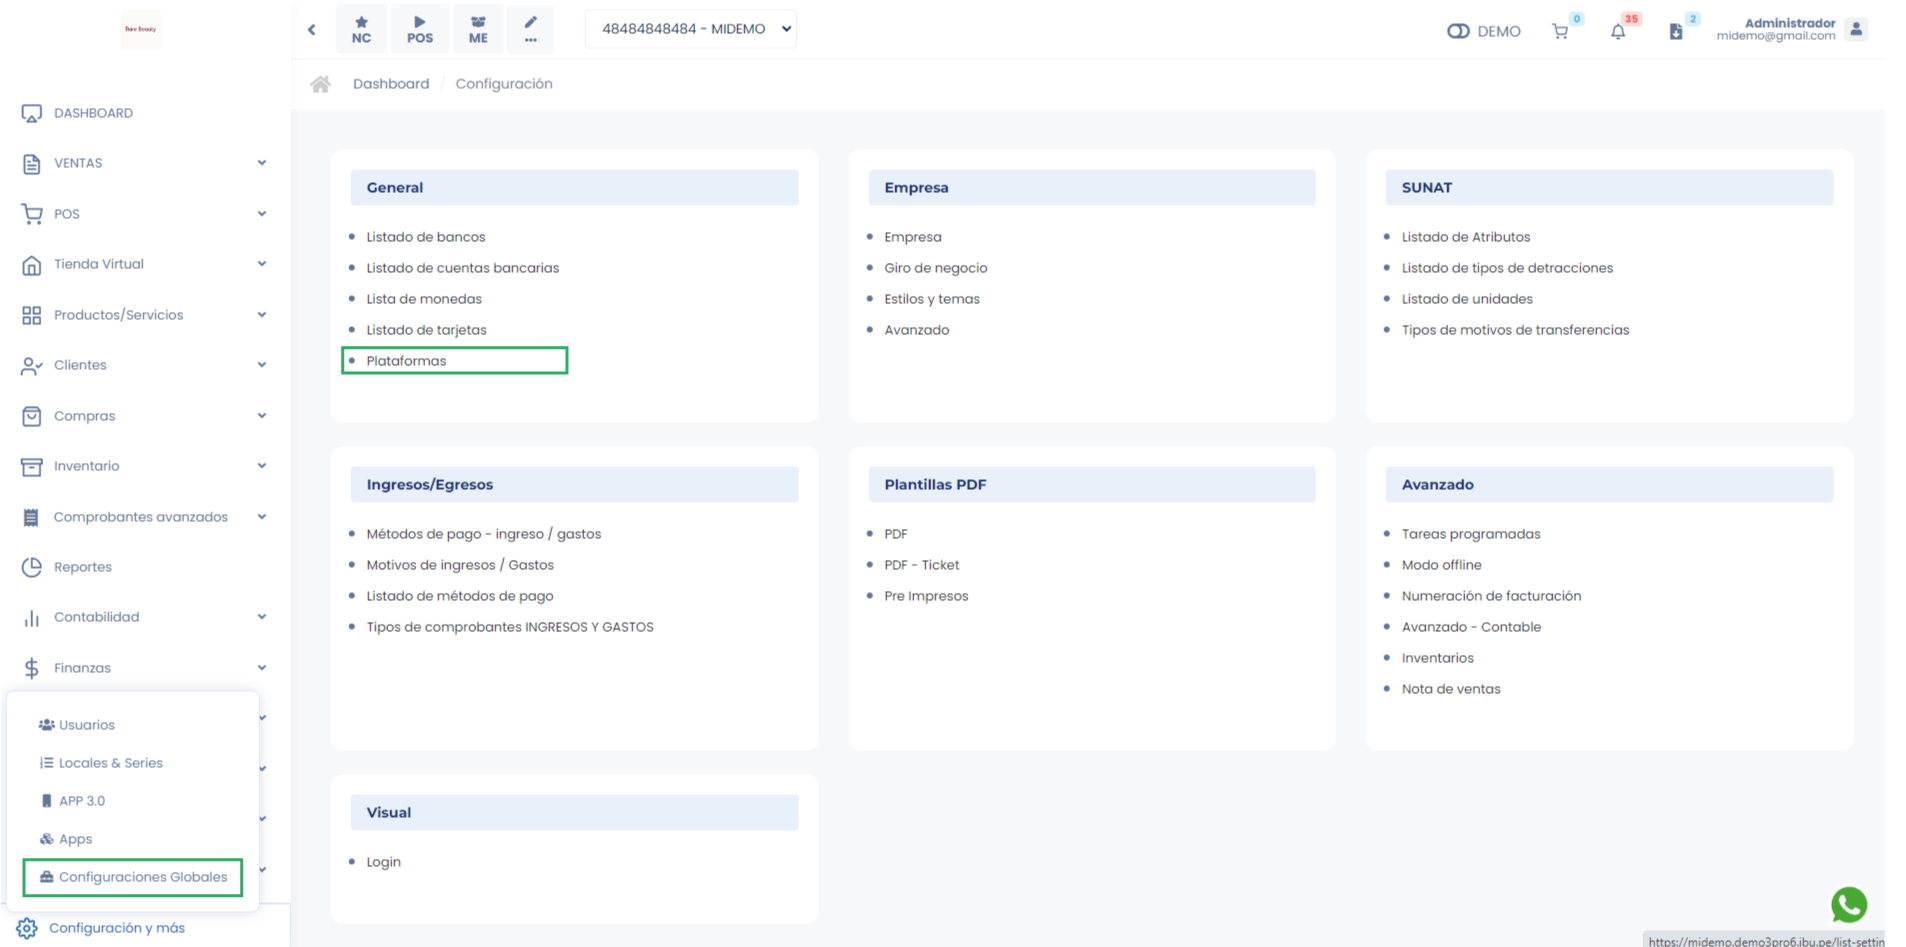 Rare Beauty
NC
POS
ME
...
48484848484 - MIDEMO
DEMO
0
35
2
Administrador
midemo@gmail.com
Dashboard / Configuración
DASHBOARD
VENTAS
POS
Tienda Virtual
Productos/Servicios
Clientes
Compras
Inventario
Comprobantes avanzados
Reportes
Contabilidad
Finanzas
Usuarios
Locales & Series
APP 3.0
Apps
Configuraciones Globales
Configuración y más
General
Listado de bancos
Listado de cuentas bancarias
Lista de monedas
Listado de tarjetas
Plataformas
Empresa
Empresa
Giro de negocio
Estilos y temas
Avanzado
SUNAT
Listado de Atributos
Listado de tipos de detracciones
Listado de unidades
Tipos de motivos de transferencias
Ingresos/Egresos
Métodos de pago - ingreso / gastos
Motivos de ingresos / Gastos
Listado de métodos de pago
Tipos de comprobantes INGRESOS Y GASTOS
Plantillas PDF
PDF
PDF - Ticket
Pre Impresos
Avanzado
Tareas programadas
Modo offline
Numeración de facturación
Avanzado - Contable
Inventarios
Nota de ventas
Visual
Login
https://midemo.demo3pro6.ibu.pe/list-settin